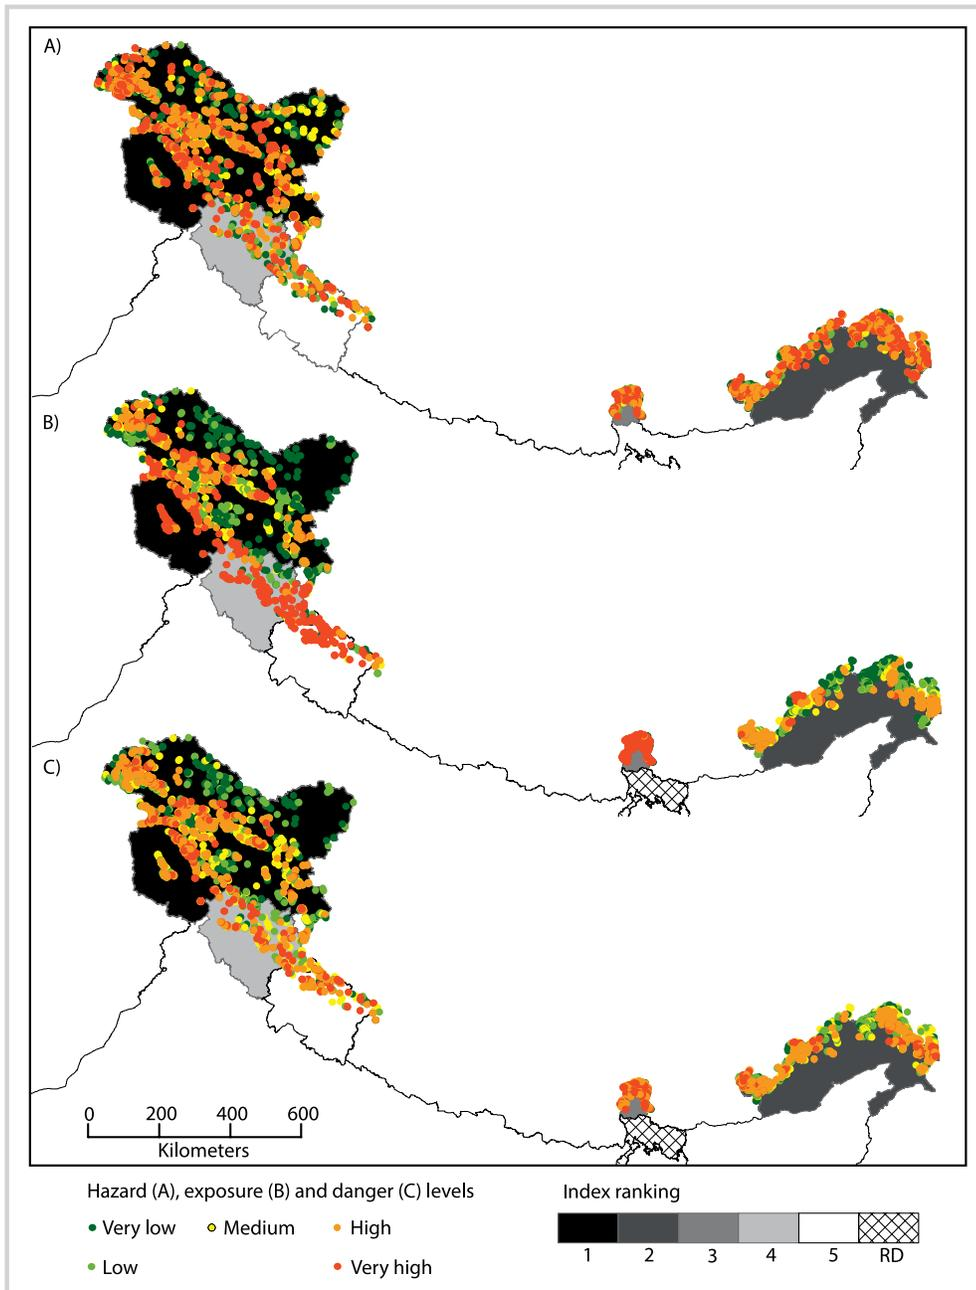 A)
B)
C)
0 200 400 600
Kilometers
Hazard (A), exposure (B) and danger (C) levels
Very low Medium High
Low Very high
Index ranking
1 2 3 4 5 RD